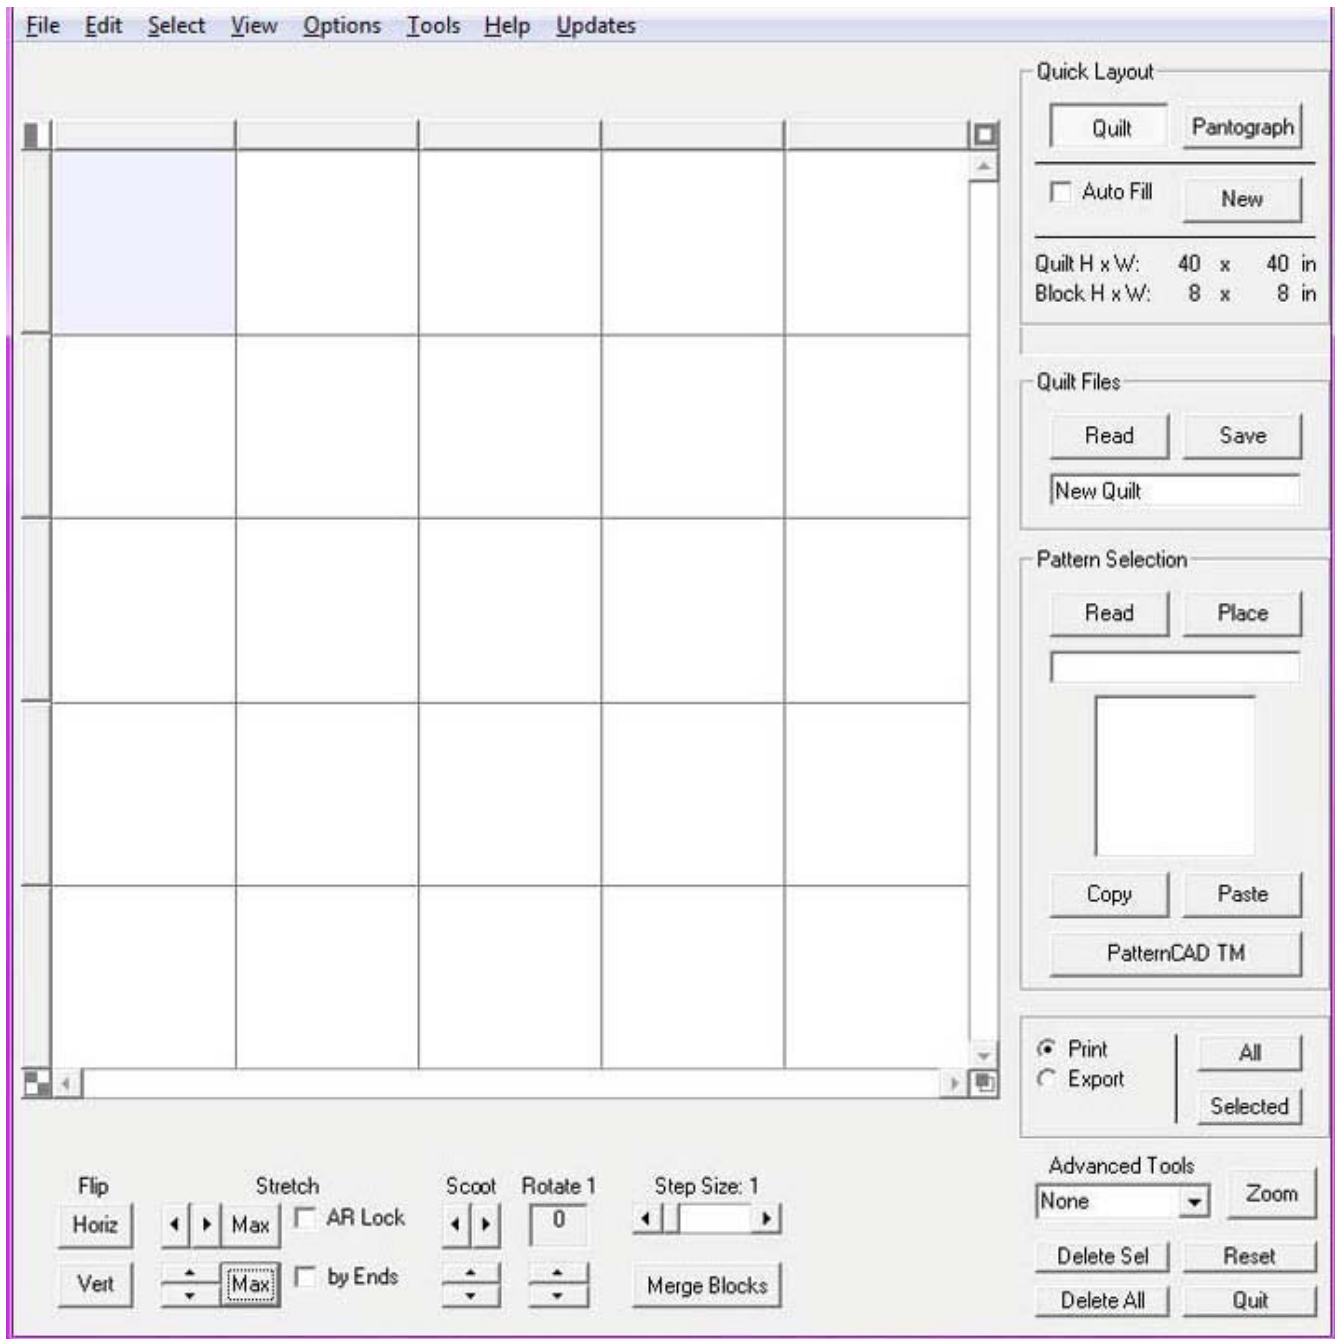 File Edit Select View Options Tools Help Updates
Quick Layout
Quilt Pantograph
Auto Fill New
Quilt H x W: 40 x 40 in
Block H x W: 8 x 8 in
Quilt Files
Read Save
New Quilt
Pattern Selection
Read Place
Copy Paste
PatternCAD TM
Print All
Export
Selected
Flip Stretch Scoot Rotate 1 Step Size: 1
Horiz Max AR Lock 0
Vert Max by Ends Merge Blocks
Advanced Tools
None Zoom
Delete Sel Reset
Delete All Quit